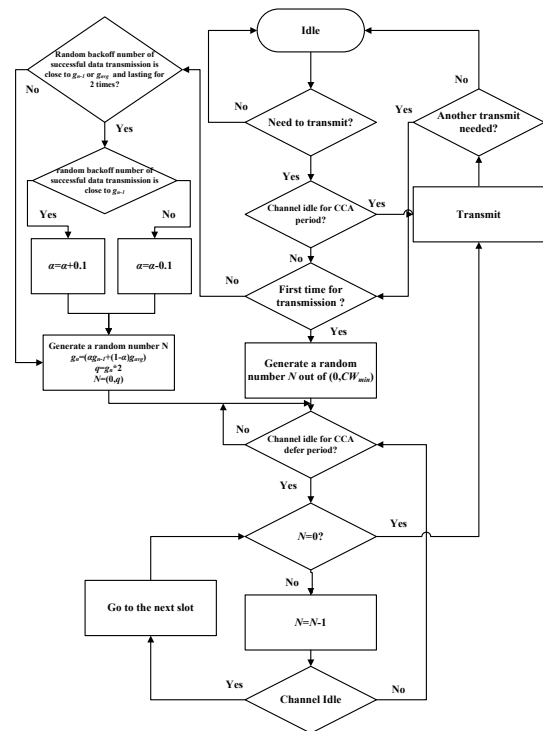 Idle
Random backoff number of
successful data transmission is
close to gn-1 or gavg and lasting for
2 times?
No
Yes
Need to transmit?
No
Yes
Another transmit
needed?
No
Yes
random backoff number of
successful data transmission is
close to gn-1
Yes
No
Channel idle for CCA
period?
Yes
No
Transmit
α=α+0.1
α=α-0.1
First time for
transmission ?
No
Yes
Generate a random number N
gn=(αgn-1+(1-α)gavg)
q=gn*2
N=(0,q)
Generate a random
number N out of (0,CWmin)
Channel idle for CCA
defer period?
No
Yes
N=0?
Yes
No
Go to the next slot
N=N-1
Channel Idle
Yes
No